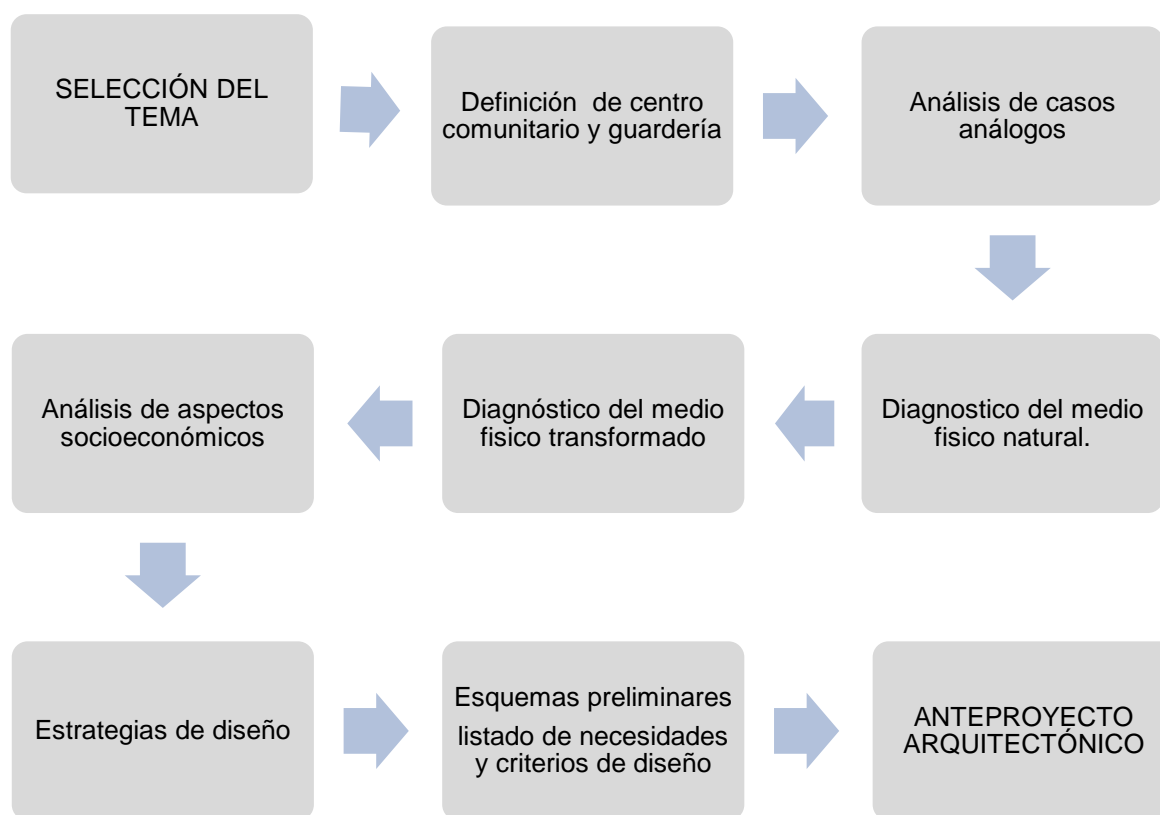 SELECCIÓN DEL
TEMA
Definición de centro
comunitario y guardería
Análisis de casos
análogos
Diagnostico del medio
fisico natural.
Diagnóstico del medio
fisico transformado
Análisis de aspectos
socioeconómicos
Estrategias de diseño
Esquemas preliminares
listado de necesidades
y criterios de diseño
ANTEPROYECTO
ARQUITECTÓNICO